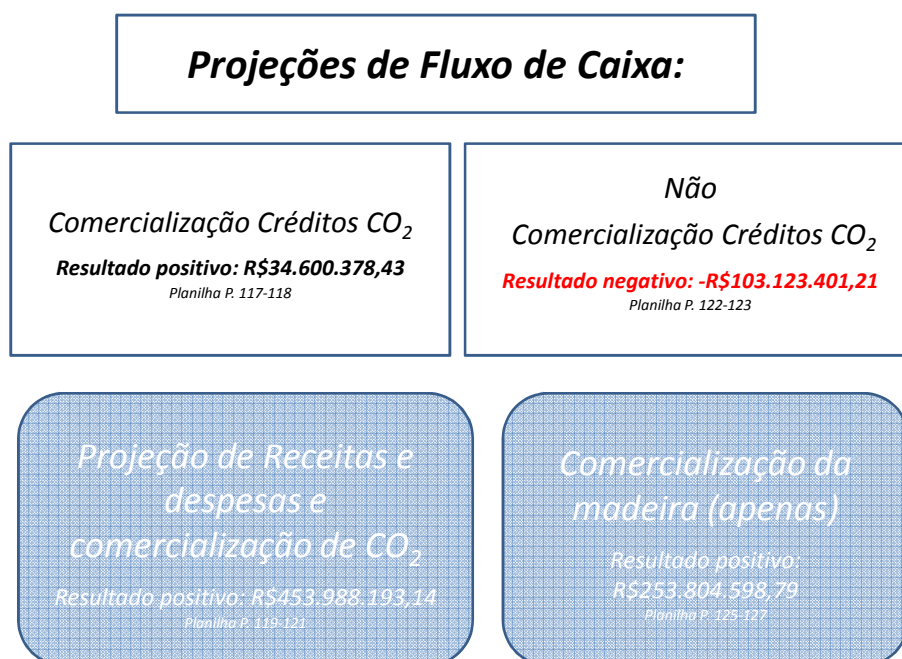 Projeções de Fluxo de Caixa:
Comercialização Créditos CO₂
Resultado positivo: R$34.600.378,43
Planilha P. 117-118
Não
Comercialização Créditos CO₂
Resultado negativo: -R$103.123.401,21
Planilha P. 122-123
Projeção de Receitas e
despesas e
comercialização de CO₂
Resultado positivo: R$453.988.193,14
Planilha P. 119-121
Comercialização da
madeira (apenas)
Resultado positivo:
R$253.804.598,79
Planilha P. 125-127